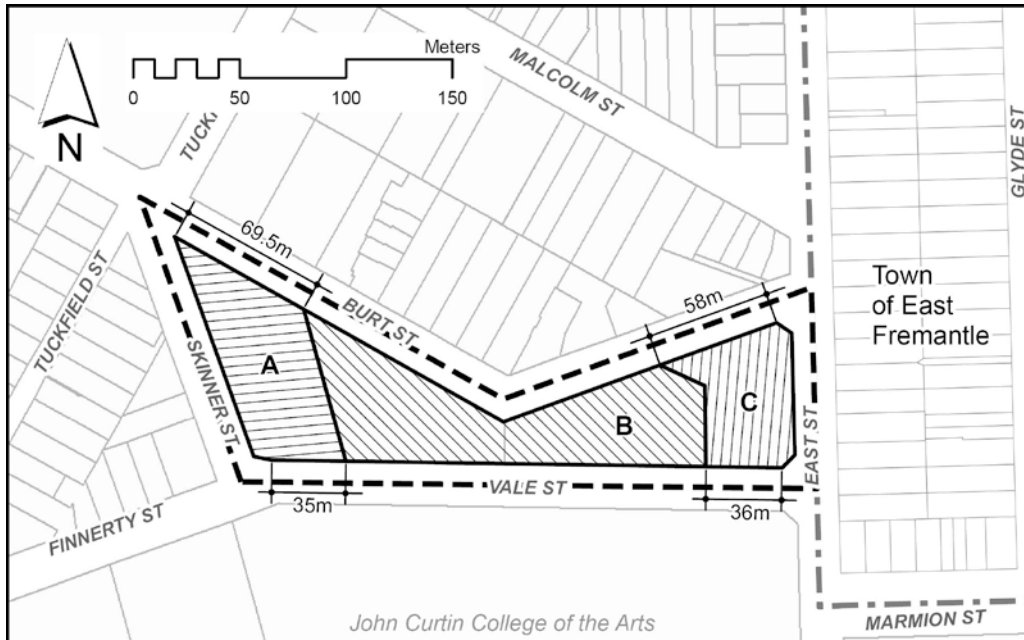 Meters
0 50 100 150
N
MALCOLM ST
GLYDE ST
69.5m
BURT ST
58m
Town
of East
Fremantle
TUCKFIELD ST
SKINNER ST
A
B
C
EAST ST
VALE ST
35m
36m
FINNERTY ST
John Curtin College of the Arts
MARMION ST